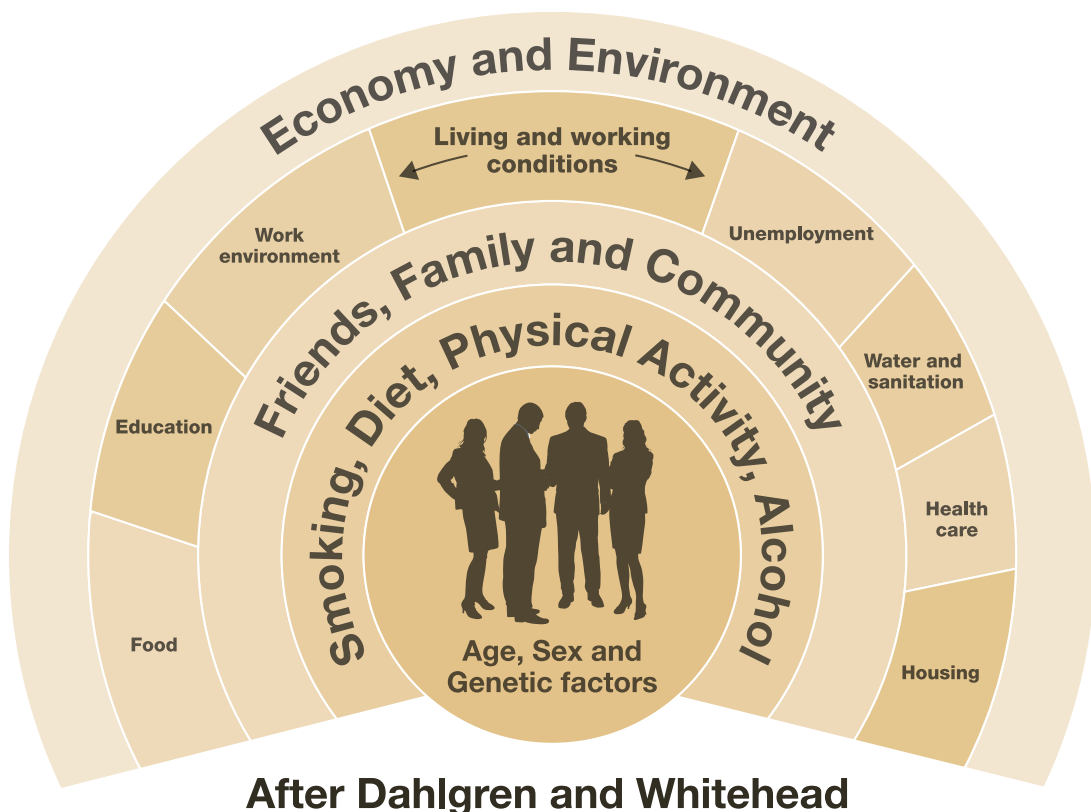 Economy and Environment
Living and working
conditions
Work
environment
Unemployment
Friends, Family and Community
Water and
sanitation
Smoking, Diet, Physical Activity, Alcohol
Education
Health
care
Food
Age, Sex and
Genetic factors
Housing
After Dahlgren and Whitehead